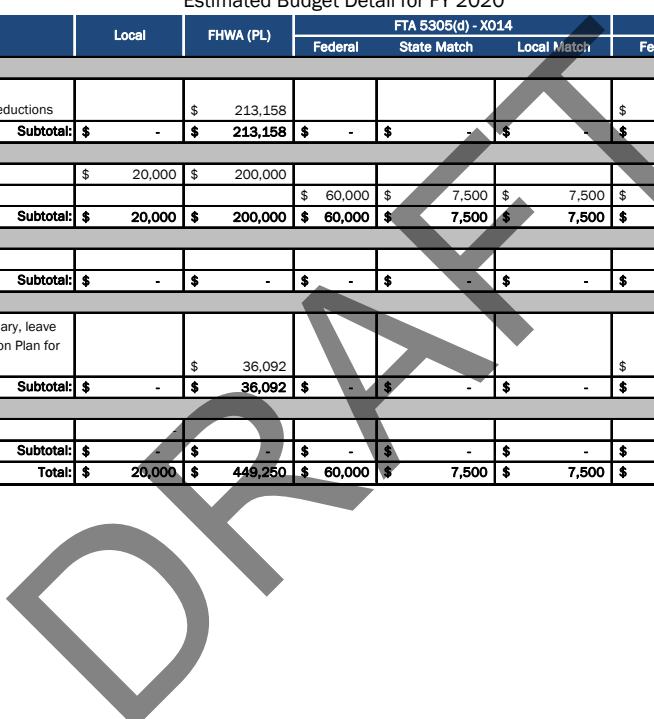 Estimated Budget Detail for FY 2020
Local FHWA (PL) FTA 5305(d) - X014
Federal State Match Local Match Fe
eductions $ 213,158 $
Subtotal: $ - $ 213,158 $ - $ - $ - $
$ 20,000 $ 200,000
$ 60,000 $ 7,500 $ 7,500 $
Subtotal: $ 20,000 $ 200,000 $ 60,000 $ 7,500 $ 7,500 $
Subtotal: $ - $ - $ - $ - $ - $
ary, leave
on Plan for
$ 36,092 $
Subtotal: $ - $ 36,092 $ - $ - $ - $
-
Subtotal: $ - $ - $ - $ - $ - $
Total: $ 20,000 $ 449,250 $ 60,000 $ 7,500 $ 7,500 $
DRAFT